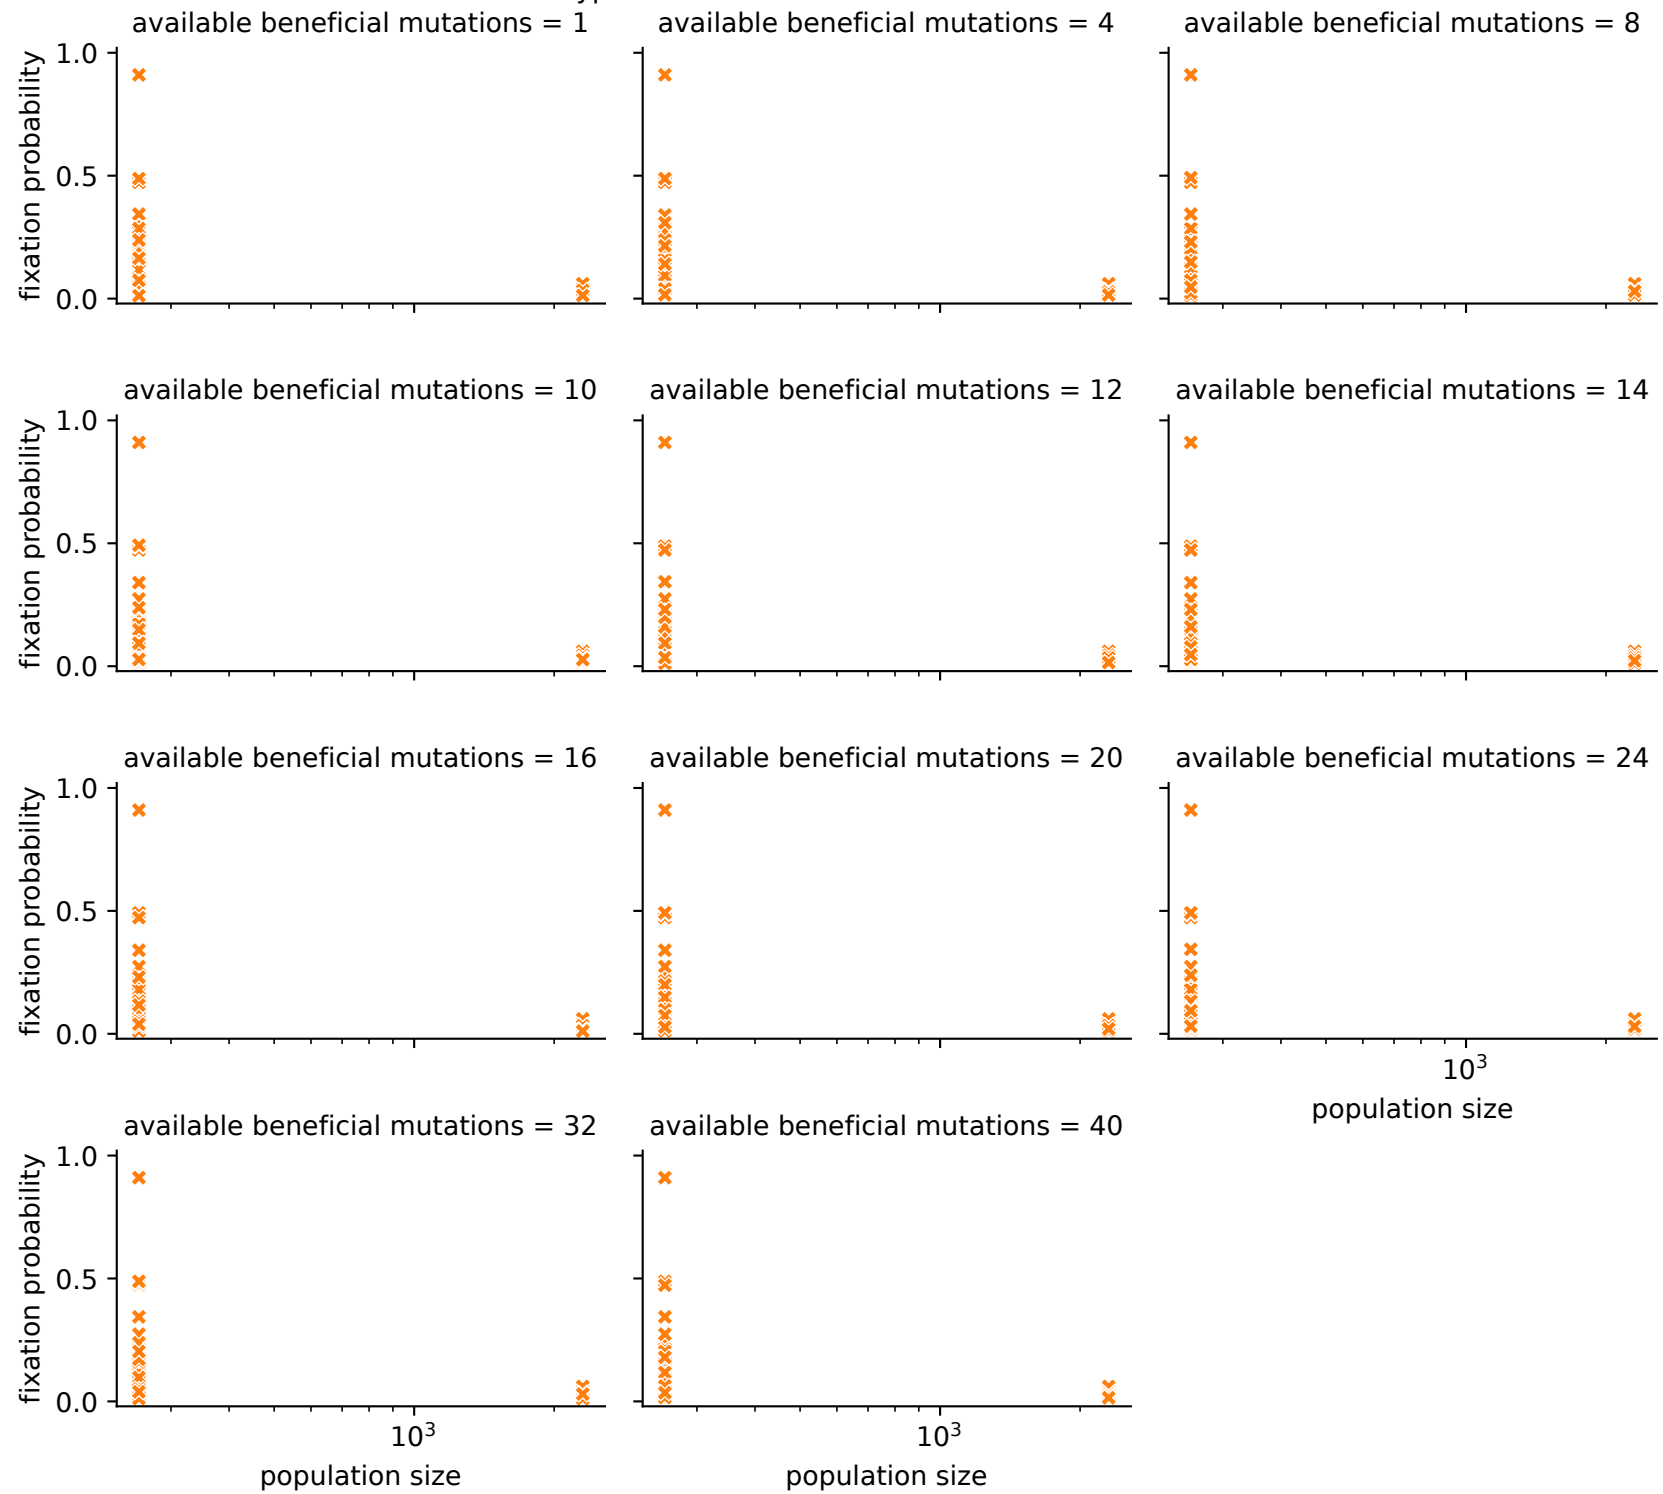 available beneficial mutations = 1
available beneficial mutations = 4
available beneficial mutations = 8
fixation probability
1.0
0.5
0.0
available beneficial mutations = 10
available beneficial mutations = 12
available beneficial mutations = 14
fixation probability
1.0
0.5
0.0
available beneficial mutations = 16
available beneficial mutations = 20
available beneficial mutations = 24
fixation probability
1.0
0.5
0.0
10³
population size
available beneficial mutations = 32
available beneficial mutations = 40
fixation probability
1.0
0.5
0.0
10³
10³
population size
population size